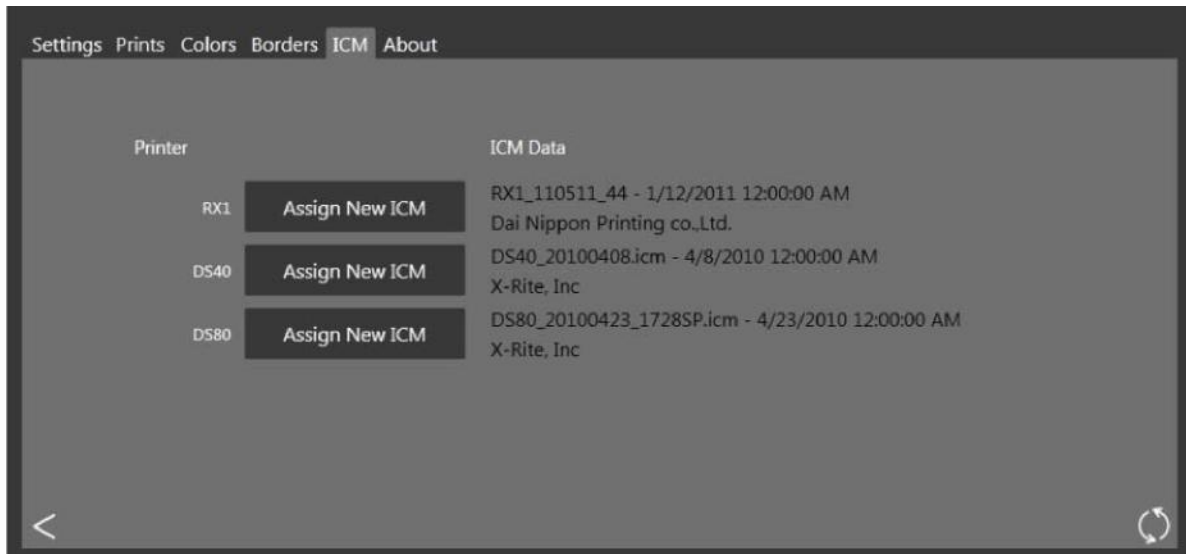 Settings Prints Colors Borders ICM About
Printer ICM Data
RX1 Assign New ICM RX1_110511_44 - 1/12/2011 12:00:00 AM
Dai Nippon Printing co.,Ltd.
DS40 Assign New ICM DS40_20100408.icm - 4/8/2010 12:00:00 AM
X-Rite, Inc
DS80 Assign New ICM DS80_20100423_1728SP.icm - 4/23/2010 12:00:00 AM
X-Rite, Inc
<